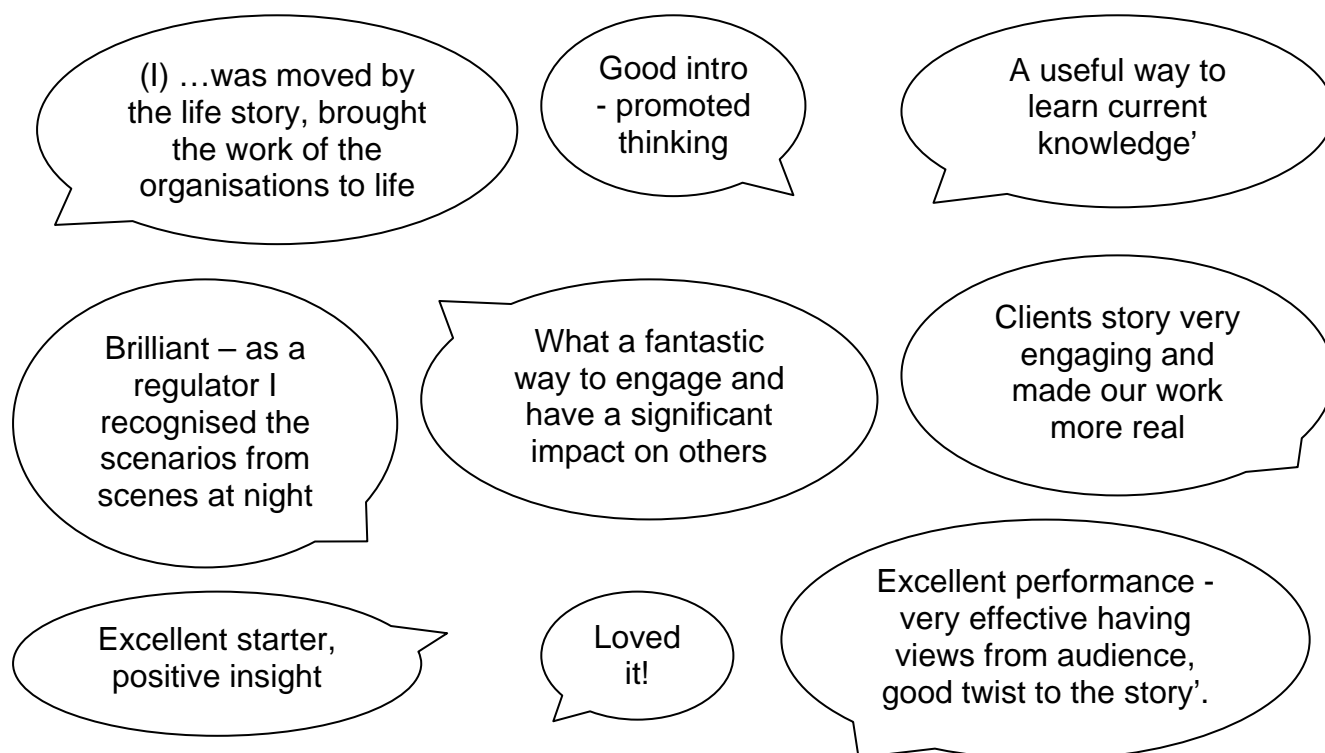 (I) …was moved by
the life story, brought
the work of the
organisations to life
Good intro
- promoted
thinking
A useful way to
learn current
knowledge’
Brilliant – as a
regulator I
recognised the
scenarios from
scenes at night
What a fantastic
way to engage and
have a significant
impact on others
Clients story very
engaging and
made our work
more real
Excellent starter,
positive insight
Loved
it!
Excellent performance -
very effective having
views from audience,
good twist to the story’.